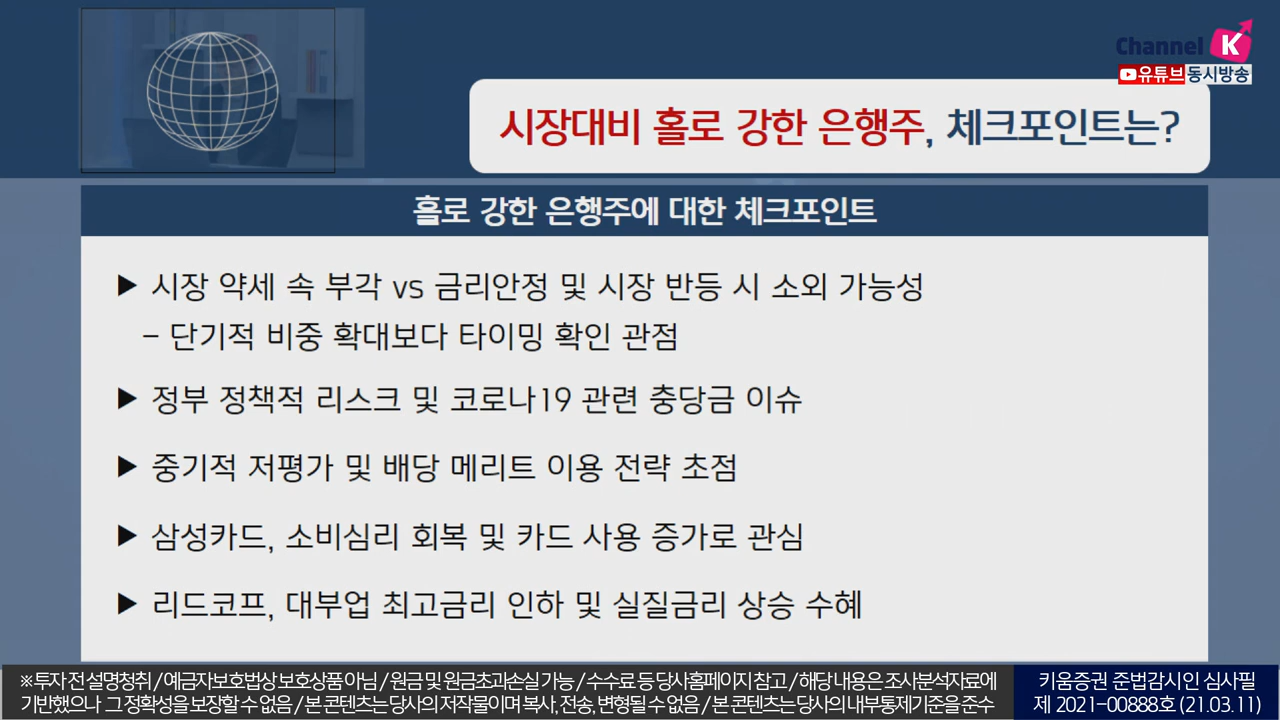 Channel K
유튜브동시방송
시장대비 홀로 강한 은행주, 체크포인트는?
홀로 강한 은행주에 대한 체크포인트
▶ 시장 약세 속 부각 vs 금리안정 및 시장 반등 시 소외 가능성
– 단기적 비중 확대보다 타이밍 확인 관점
▶ 정부 정책적 리스크 및 코로나19 관련 충당금 이슈
▶ 중기적 저평가 및 배당 메리트 이용 전략 초점
▶ 삼성카드, 소비심리 회복 및 카드 사용 증가로 관심
▶ 리드코프, 대부업 최고금리 인하 및 실질금리 상승 수혜
※ 투자 전 설명청취 / 예금자보호법상 보호상품 아님 / 원금 및 원금초과손실 가능 / 수수료 등 당사홈페이지 참고 / 해당 내용은 조사분석자료에
기반했으나 그 정확성을 보장할 수 없음 / 본 콘텐츠는 당사의 저작물이며 복사, 전송, 변형될 수 없음 / 본 콘텐츠는 당사의 내부통제기준을 준수
키움증권 준법감시인 심사필
제 2021-00888호 (21.03.11)